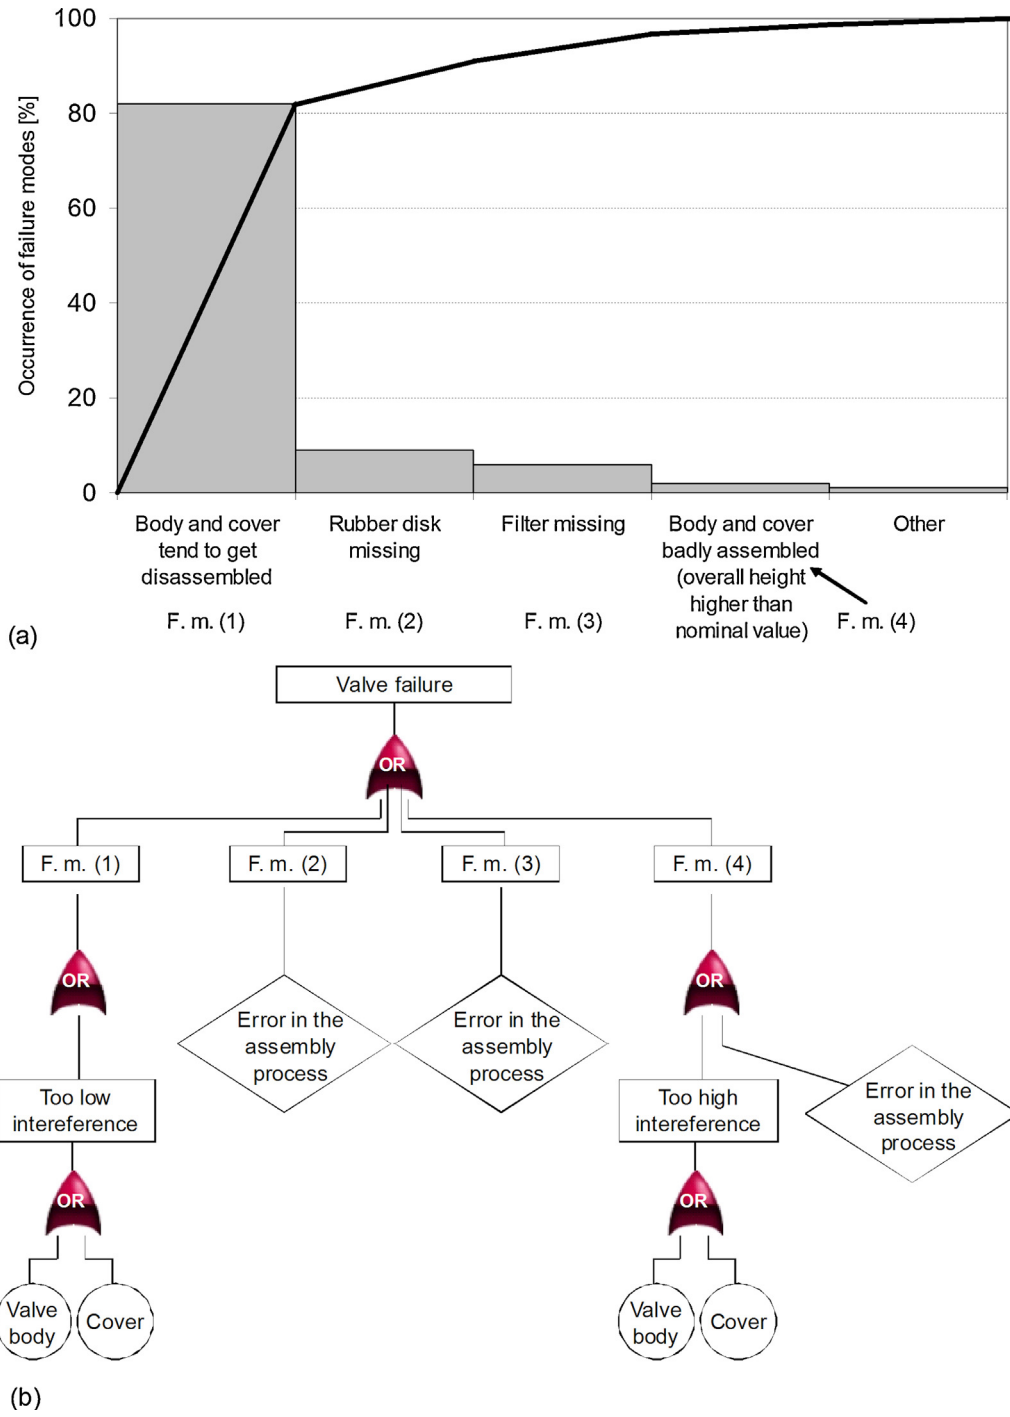 100
80
60
40
20
0
Occurrence of failure modes [%]
Body and cover
tend to get
disassembled
F. m. (1)
Rubber disk
missing
F. m. (2)
Filter missing
F. m. (3)
Body and cover
badly assembled
(overall height
higher than
nominal value)
Other
F. m. (4)
(a)
Valve failure
OR
F. m. (1)
F. m. (2)
F. m. (3)
F. m. (4)
OR
OR
Error in the
assembly
process
Error in the
assembly
process
Too low
intereference
Too high
intereference
Error in the
assembly
process
OR
OR
Valve
body
Cover
Valve
body
Cover
(b)